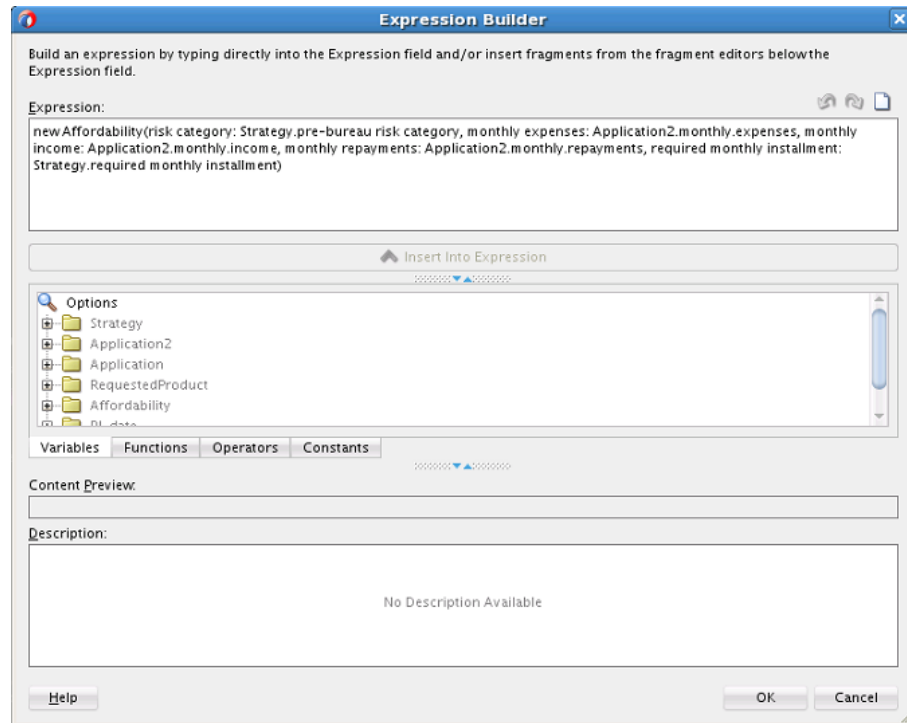 Expression Builder
Build an expression by typing directly into the Expression field and/or insert fragments from the fragment editors below the
Expression field.
Expression:
new Affordability(risk category: Strategy.pre-bureau risk category, monthly expenses: Application2.monthly.expenses, monthly
income: Application2.monthly.income, monthly repayments: Application2.monthly.repayments, required monthly installment:
Strategy.required monthly installment)
Insert Into Expression
Options
Strategy
Application2
Application
RequestedProduct
Affordability
Variables Functions Operators Constants
Content Preview:
Description:
No Description Available
Help OK Cancel